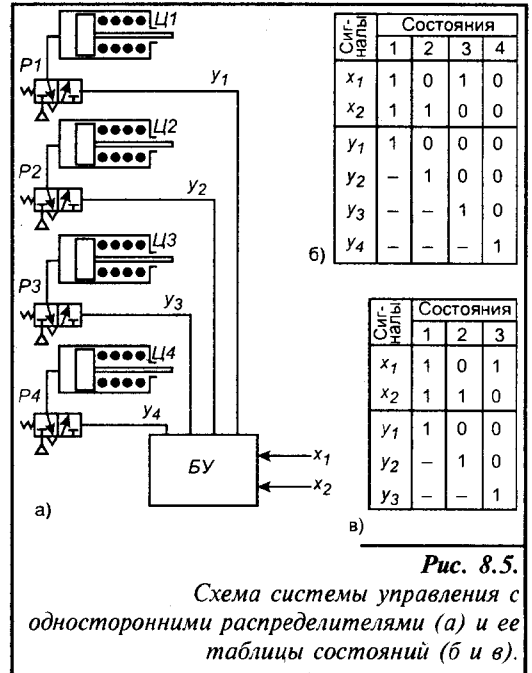 Ц1
P1
y1
Ц2
P2
y2
Ц3
P3
y3
Ц4
P4
y4
БУ
x1
x2
а)
Сиг-
налы
Состояния
1 2 3 4
x1 1 0 1 0
x2 1 1 0 0
y1 1 0 0 0
y2 – 1 0 0
y3 – – 1 0
y4 – – – 1
б)
Сиг-
налы
Состояния
1 2 3
x1 1 0 1
x2 1 1 0
y1 1 0 0
y2 – 1 0
y3 – – 1
в)
Рис. 8.5.
Схема системы управления с
односторонними распределителями (а) и ее
таблицы состояний (б и в).